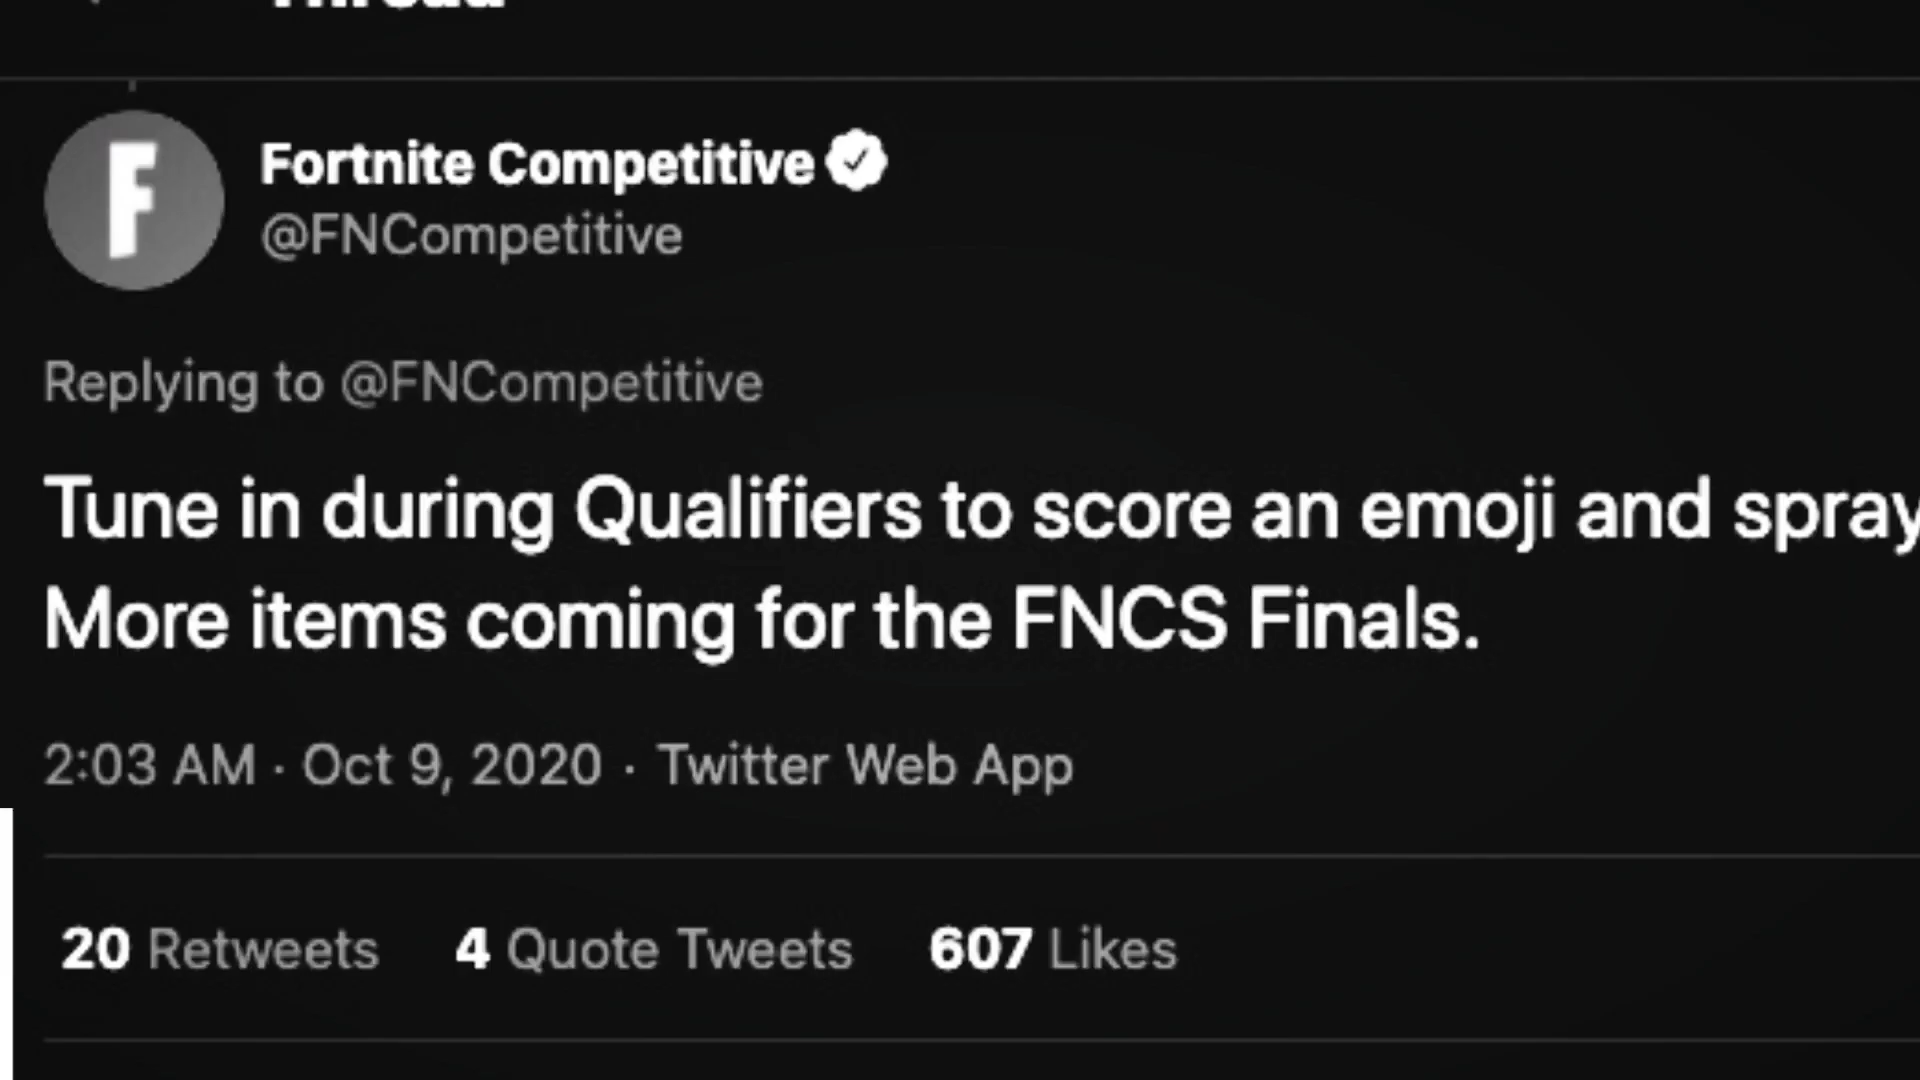 Thread
Fortnite Competitive
@FNCompetitive
Replying to @FNCompetitive
Tune in during Qualifiers to score an emoji and spray
More items coming for the FNCS Finals.
2:03 AM · Oct 9, 2020 · Twitter Web App
20 Retweets 4 Quote Tweets 607 Likes